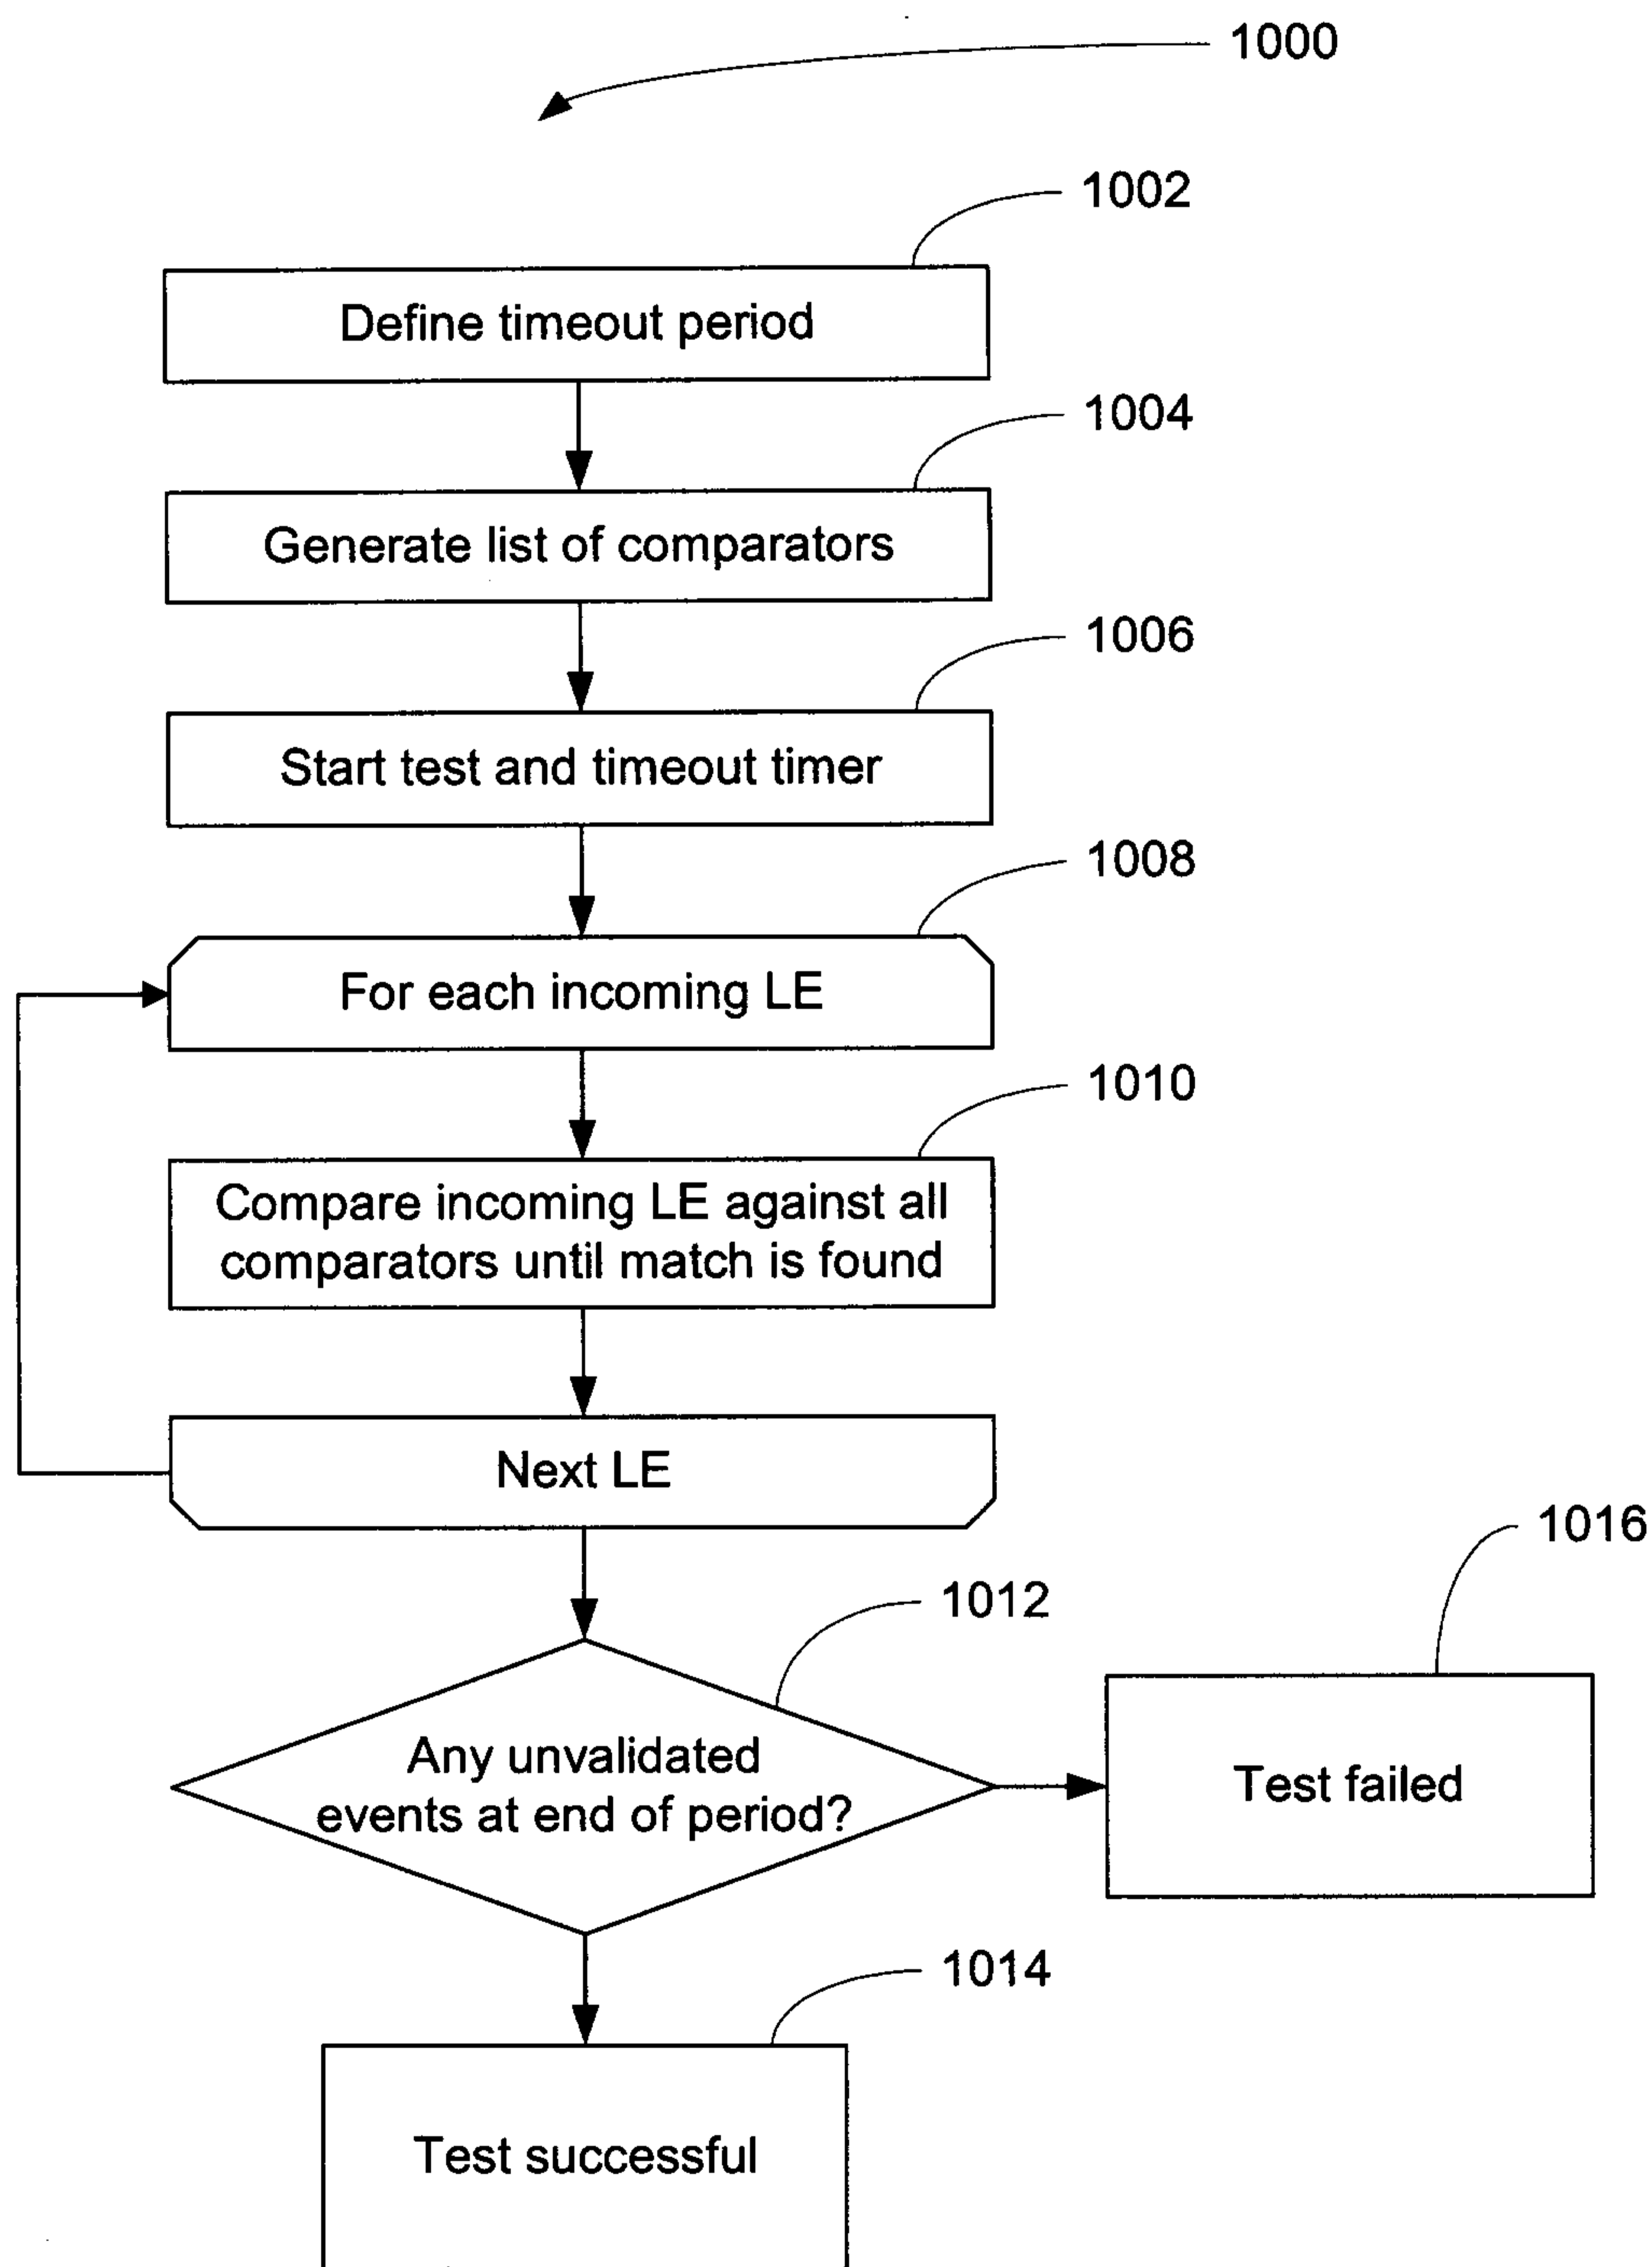 1000
1002
Define timeout period
1004
Generate list of comparators
1006
Start test and timeout timer
1008
For each incoming LE
1010
Compare incoming LE against all
comparators until match is found
Next LE
1016
1012
Any unvalidated
events at end of period?
Test failed
1014
Test successful